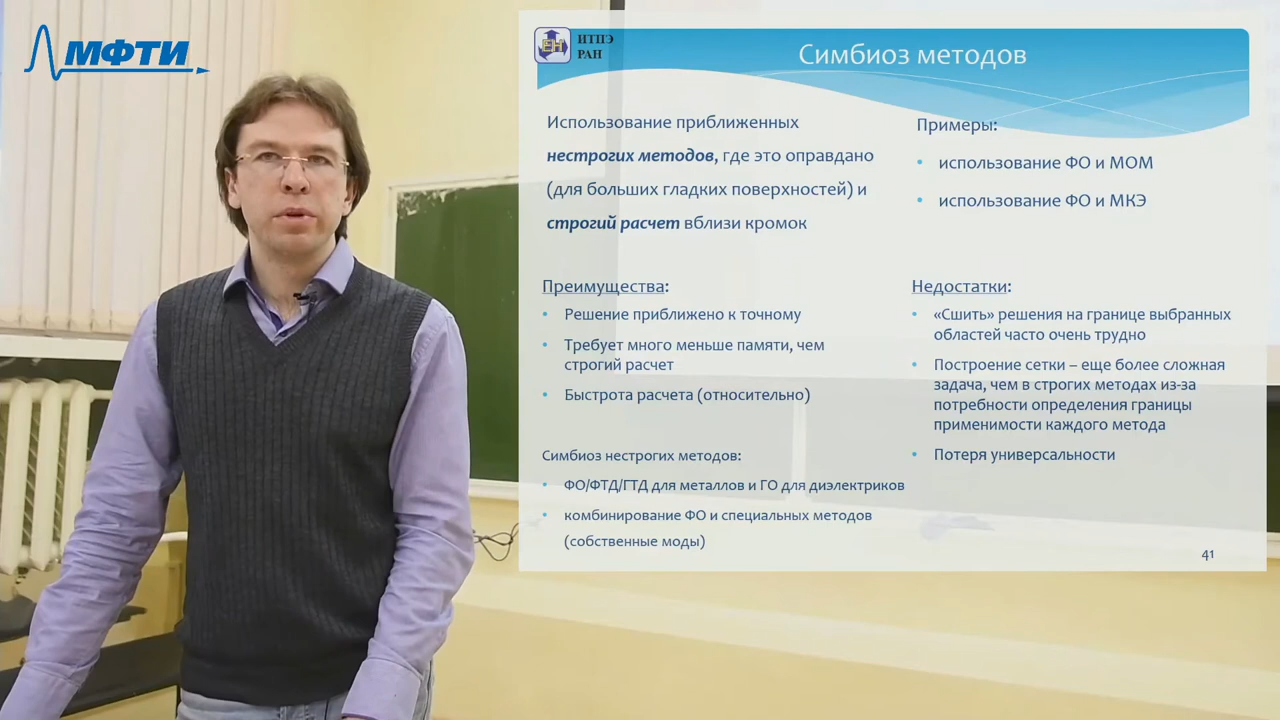 МФТИ
ИТПЭ
РАН
Симбиоз методов
Использование приближенных
нестрогих методов, где это оправдано
(для больших гладких поверхностей) и
строгий расчет вблизи кромок
Примеры:
• использование ФО и МОМ
• использование ФО и МКЭ
Преимущества:
• Решение приближено к точному
• Требует много меньше памяти, чем
строгий расчет
• Быстрота расчета (относительно)
Симбиоз нестрогих методов:
• ФО/ФТД/ГТД для металлов и ГО для диэлектриков
• комбинирование ФО и специальных методов
(собственные моды)
Недостатки:
• «Сшить» решения на границе выбранных
областей часто очень трудно
• Построение сетки – еще более сложная
задача, чем в строгих методах из-за
потребности определения границы
применимости каждого метода
• Потеря универсальности
41